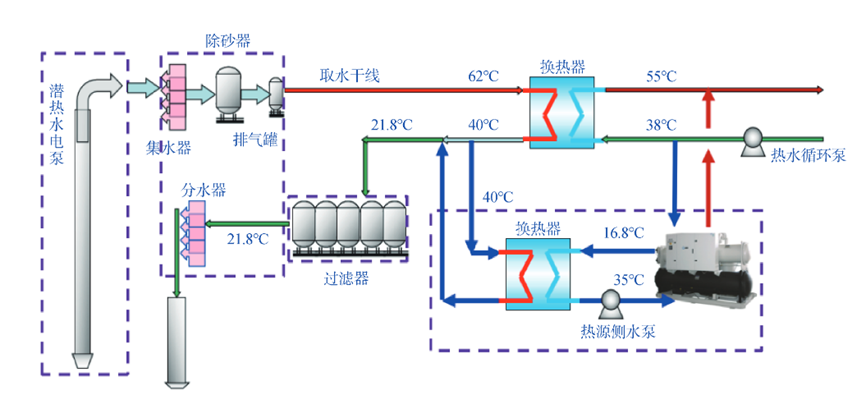 除砂器
潜热水电泵
集水器
排气罐
取水干线
62℃
换热器
55℃
21.8℃
40℃
38℃
热水循环泵
分水器
21.8℃
过滤器
40℃
换热器
16.8℃
35℃
热源侧水泵